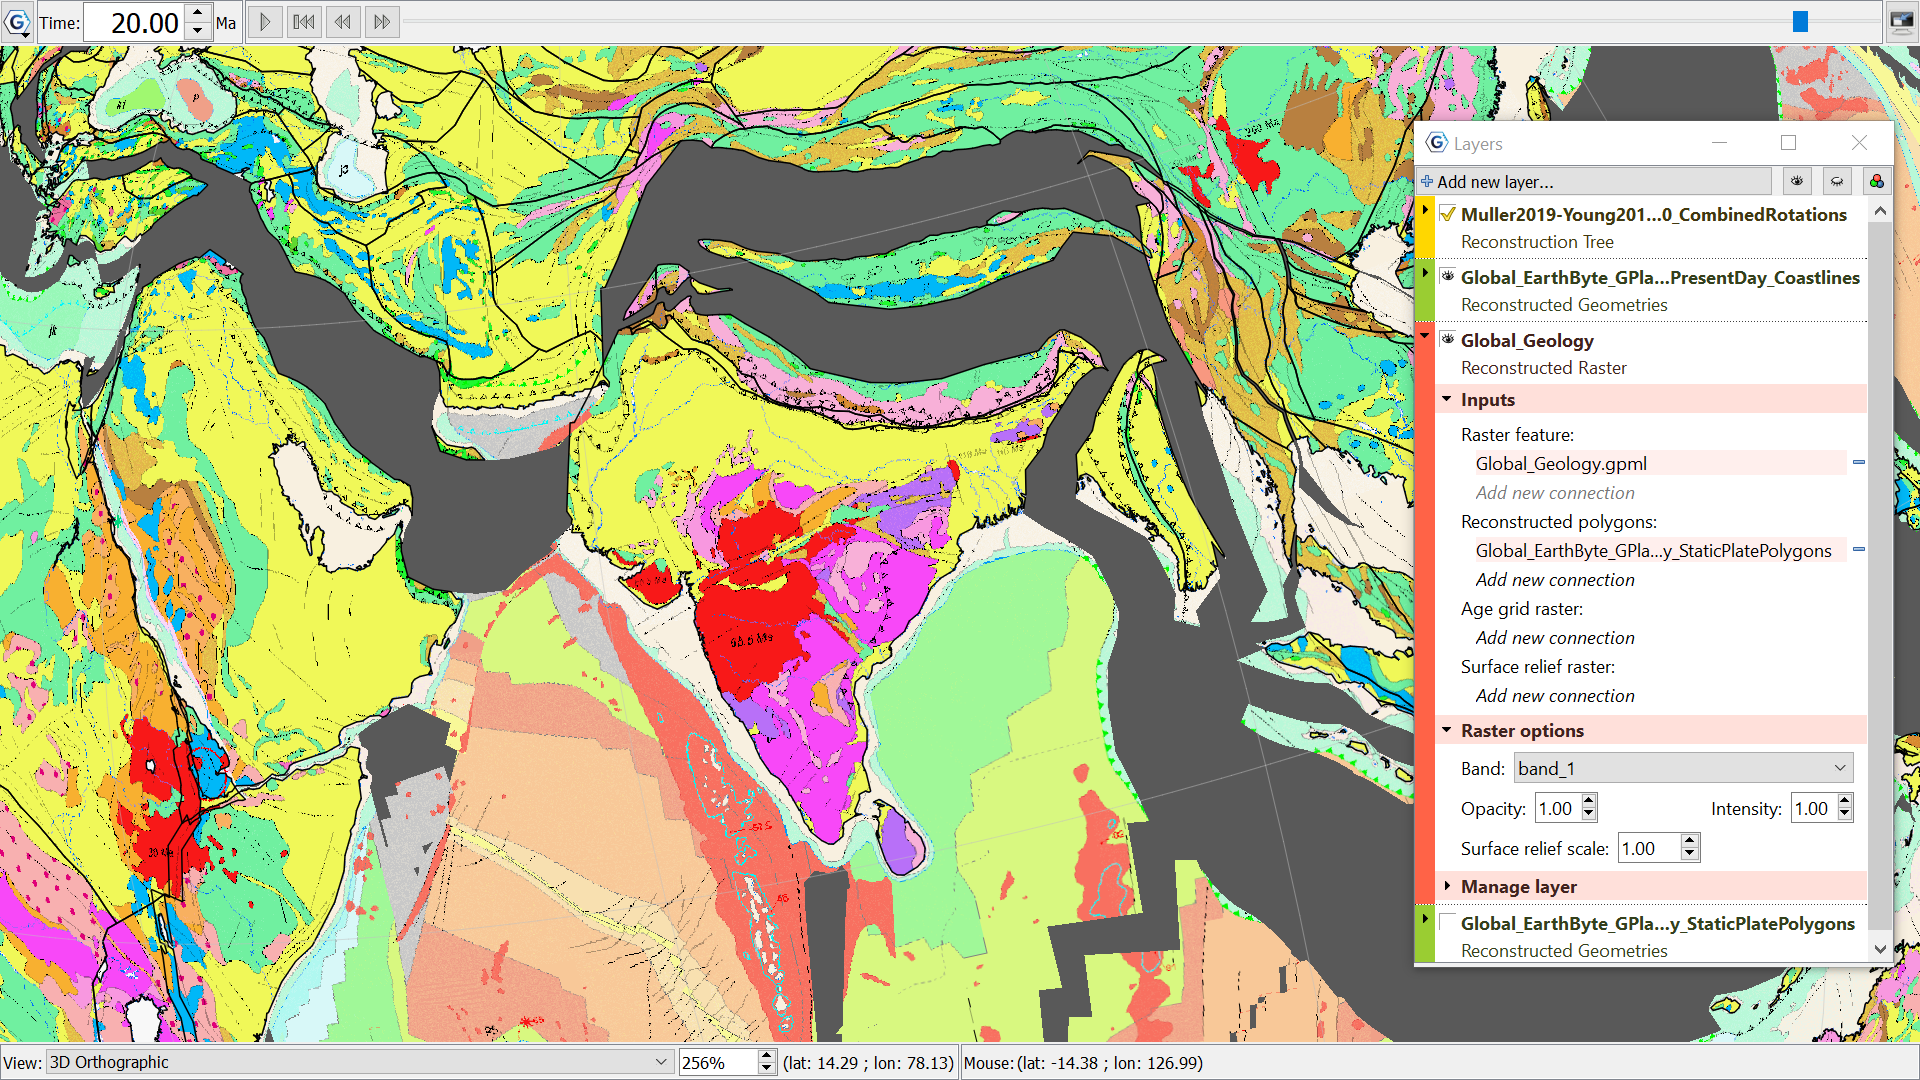 Time: 20.00 Ma
Layers
Add new layer...
Muller2019-Young201...0_CombinedRotations
Reconstruction Tree
Global_EarthByte_GPla...PresentDay_Coastlines
Reconstructed Geometries
Global_Geology
Reconstructed Raster
Inputs
Raster feature:
Global_Geology.gpml
Add new connection
Reconstructed polygons:
Global_EarthByte_GPla...y_StaticPlatePolygons
Add new connection
Age grid raster:
Add new connection
Surface relief raster:
Add new connection
Raster options
Band: band_1
Opacity: 1.00 Intensity: 1.00
Surface relief scale: 1.00
Manage layer
Global_EarthByte_GPla...y_StaticPlatePolygons
Reconstructed Geometries
30 Ma
View: 3D Orthographic 256% (lat: 14.29 ; lon: 78.13) Mouse: (lat: -14.38 ; lon: 126.99)